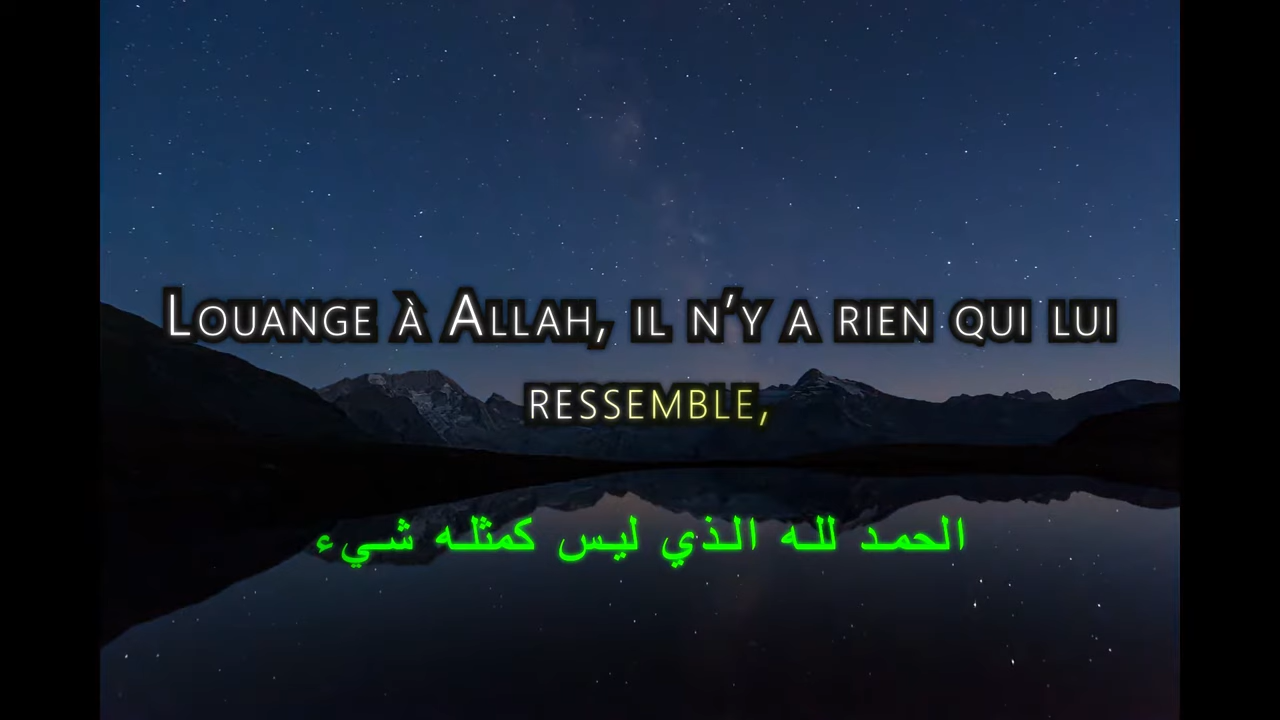 Louange à Allah, il n’y a rien qui lui
ressemble,
الحمد لله الذي ليس كمثله شيء